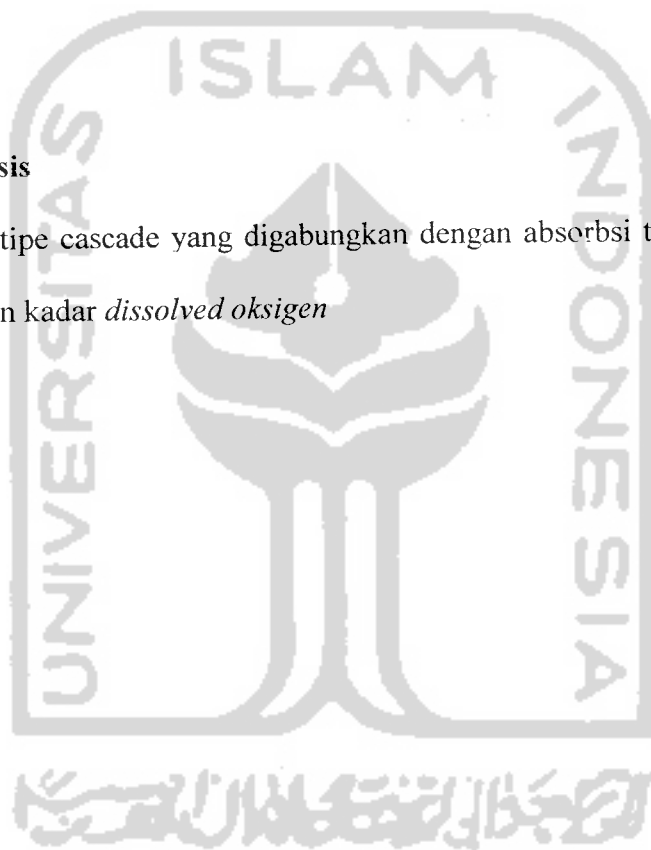 ISLAM
UNIVERSITAS
INDONESIA
sis
tipe cascade yang digabungkan dengan absorbsi t
n kadar dissolved oksigen